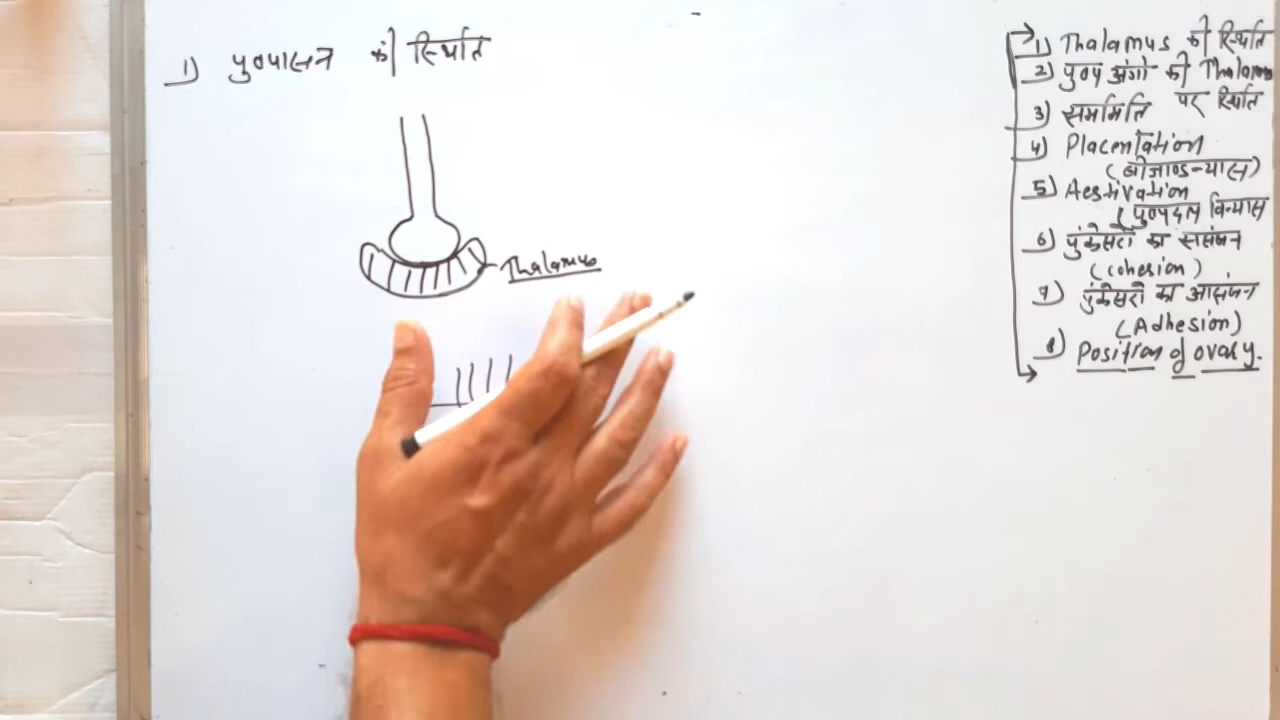 1) पुष्पासन की स्थिति
Thalamus
1) Thalamus की स्थिति
2) पुष्प अंगो की Thalamus
पर स्थिति
3) सममिति
4) Placentation
(बीजाण्डन्यास)
5) Aestivation
(पुष्पदल विन्यास
6) पुंकेसरो का ससंजन
(cohesion)
7) पुंकेसरो का आसंजन
(Adhesion)
8) Position of ovary.